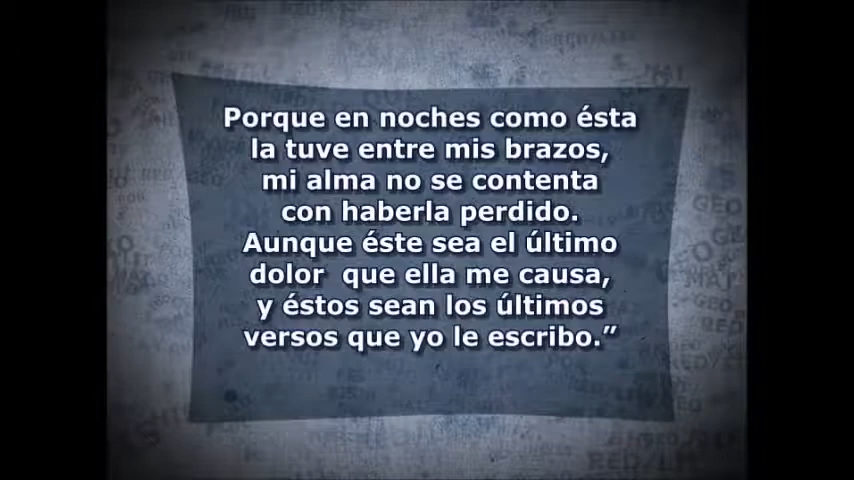 Porque en noches como ésta
la tuve entre mis brazos,
mi alma no se contenta
con haberla perdido.
Aunque éste sea el último
dolor que ella me causa,
y éstos sean los últimos
versos que yo le escribo.”